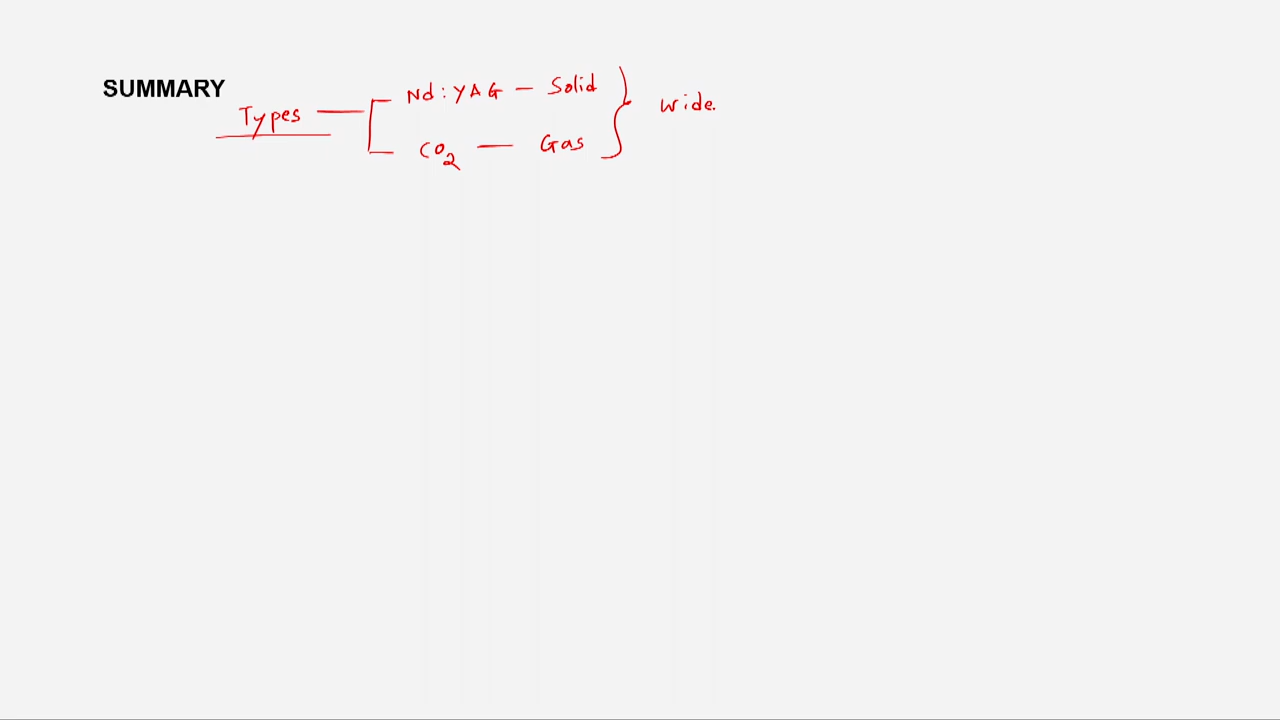 SUMMARY
Types — Nd:YAG — Solid
CO2 — Gas
Wide.